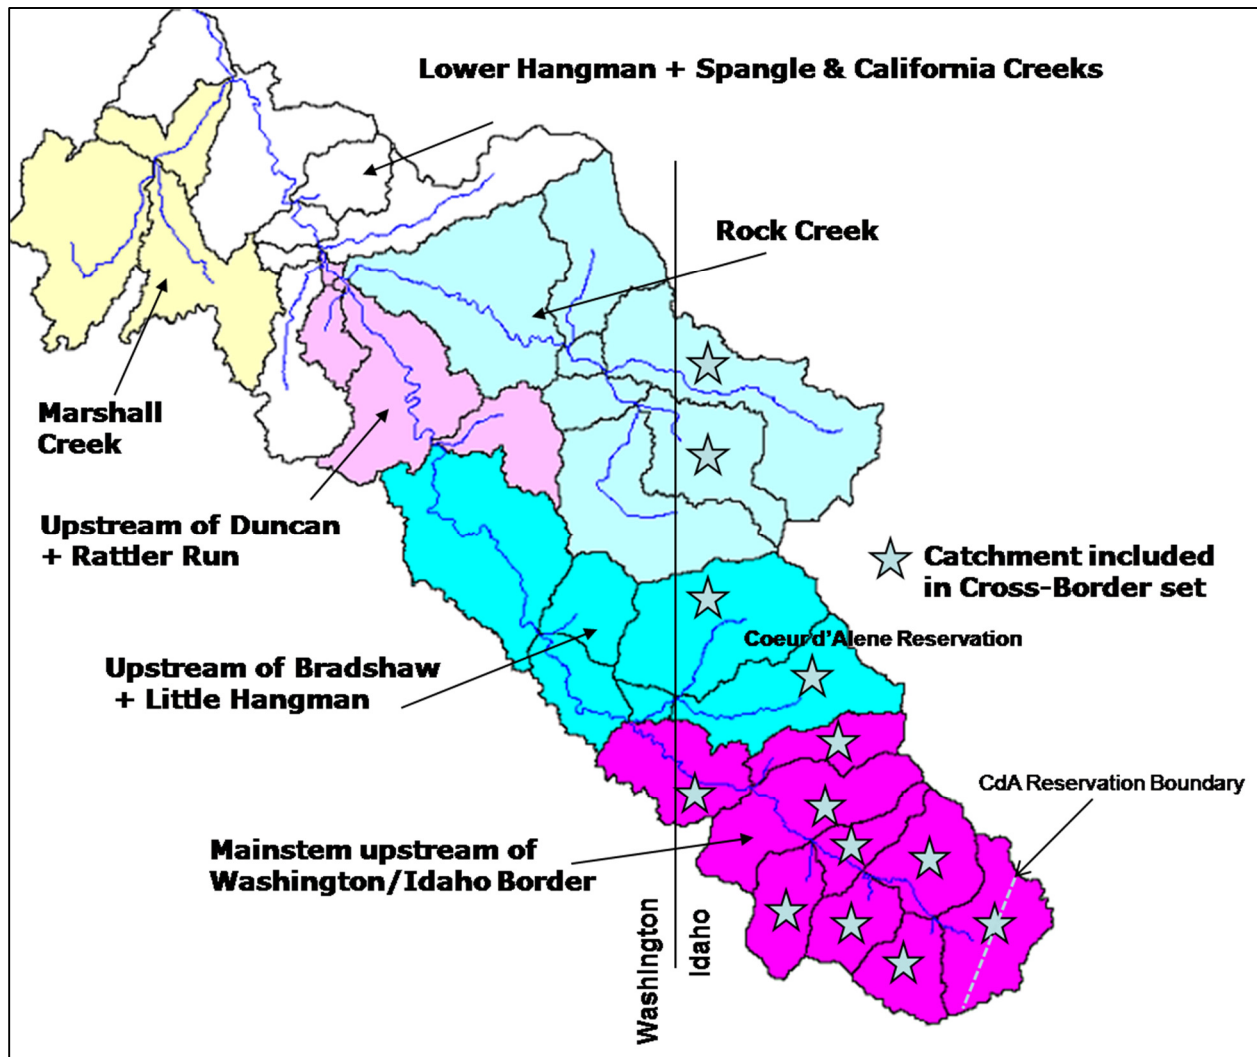 Lower Hangman + Spangle & California Creeks
Rock Creek
Marshall
Creek
Upstream of Duncan
+ Rattler Run
Catchment included
in Cross-Border set
Coeur d'Alene Reservation
Upstream of Bradshaw
+ Little Hangman
CdA Reservation Boundary
Mainstem upstream of
Washington/Idaho Border
Washington
Idaho